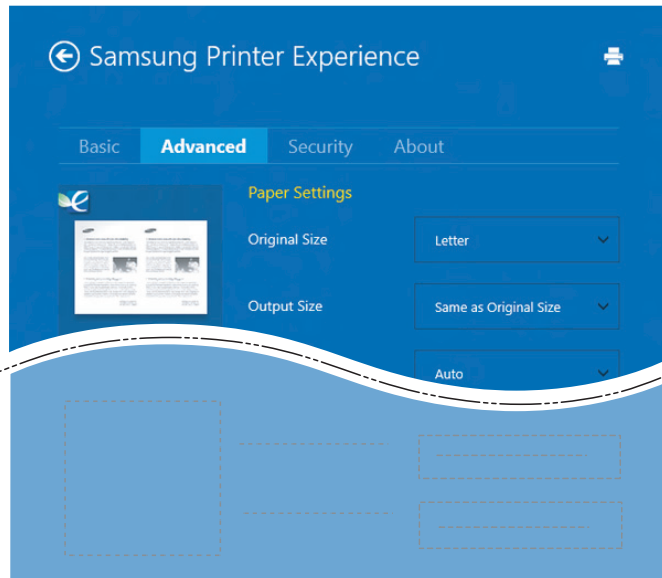 Samsung Printer Experience
Basic Advanced Security About
Paper Settings
Original Size Letter
Output Size Same as Original Size
Auto